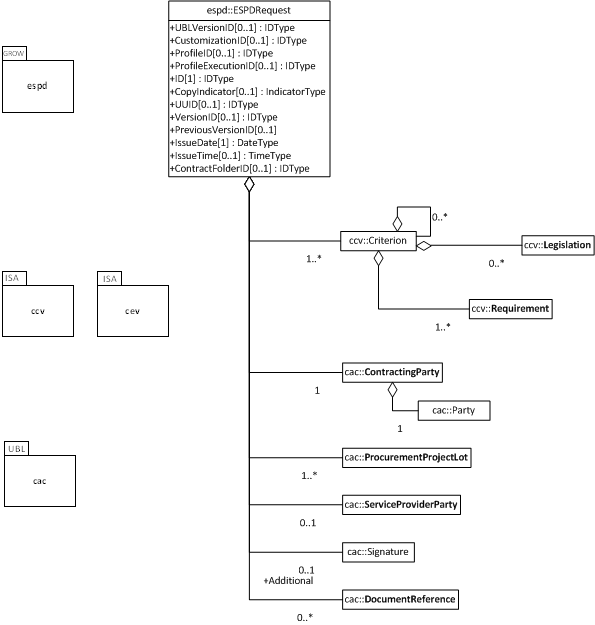 espd::ESPDRequest
+UBLVersionID[0..1] : IDType
+CustomizationID[0..1] : IDType
+ProfileID[0..1] : IDType
+ProfileExecutionID[0..1] : IDType
+ID[1] : IDType
+CopyIndicator[0..1] : IndicatorType
+UUID[0..1] : IDType
+VersionID[0..1] : IDType
+PreviousVersionID[0..1]
+IssueDate[1] : DateType
+IssueTime[0..1] : TimeType
+ContractFolderID[0..1] : IDType
GROW
espd
0..*
ccv::Criterion
ccv::Legislation
1..*
0..*
ISA
ccv
ISA
cev
ccv::Requirement
1..*
cac::ContractingParty
1
cac::Party
1
UBL
cac
cac::ProcurementProjectLot
1..*
cac::ServiceProviderParty
0..1
cac::Signature
0..1
+Additional
cac::DocumentReference
0..*